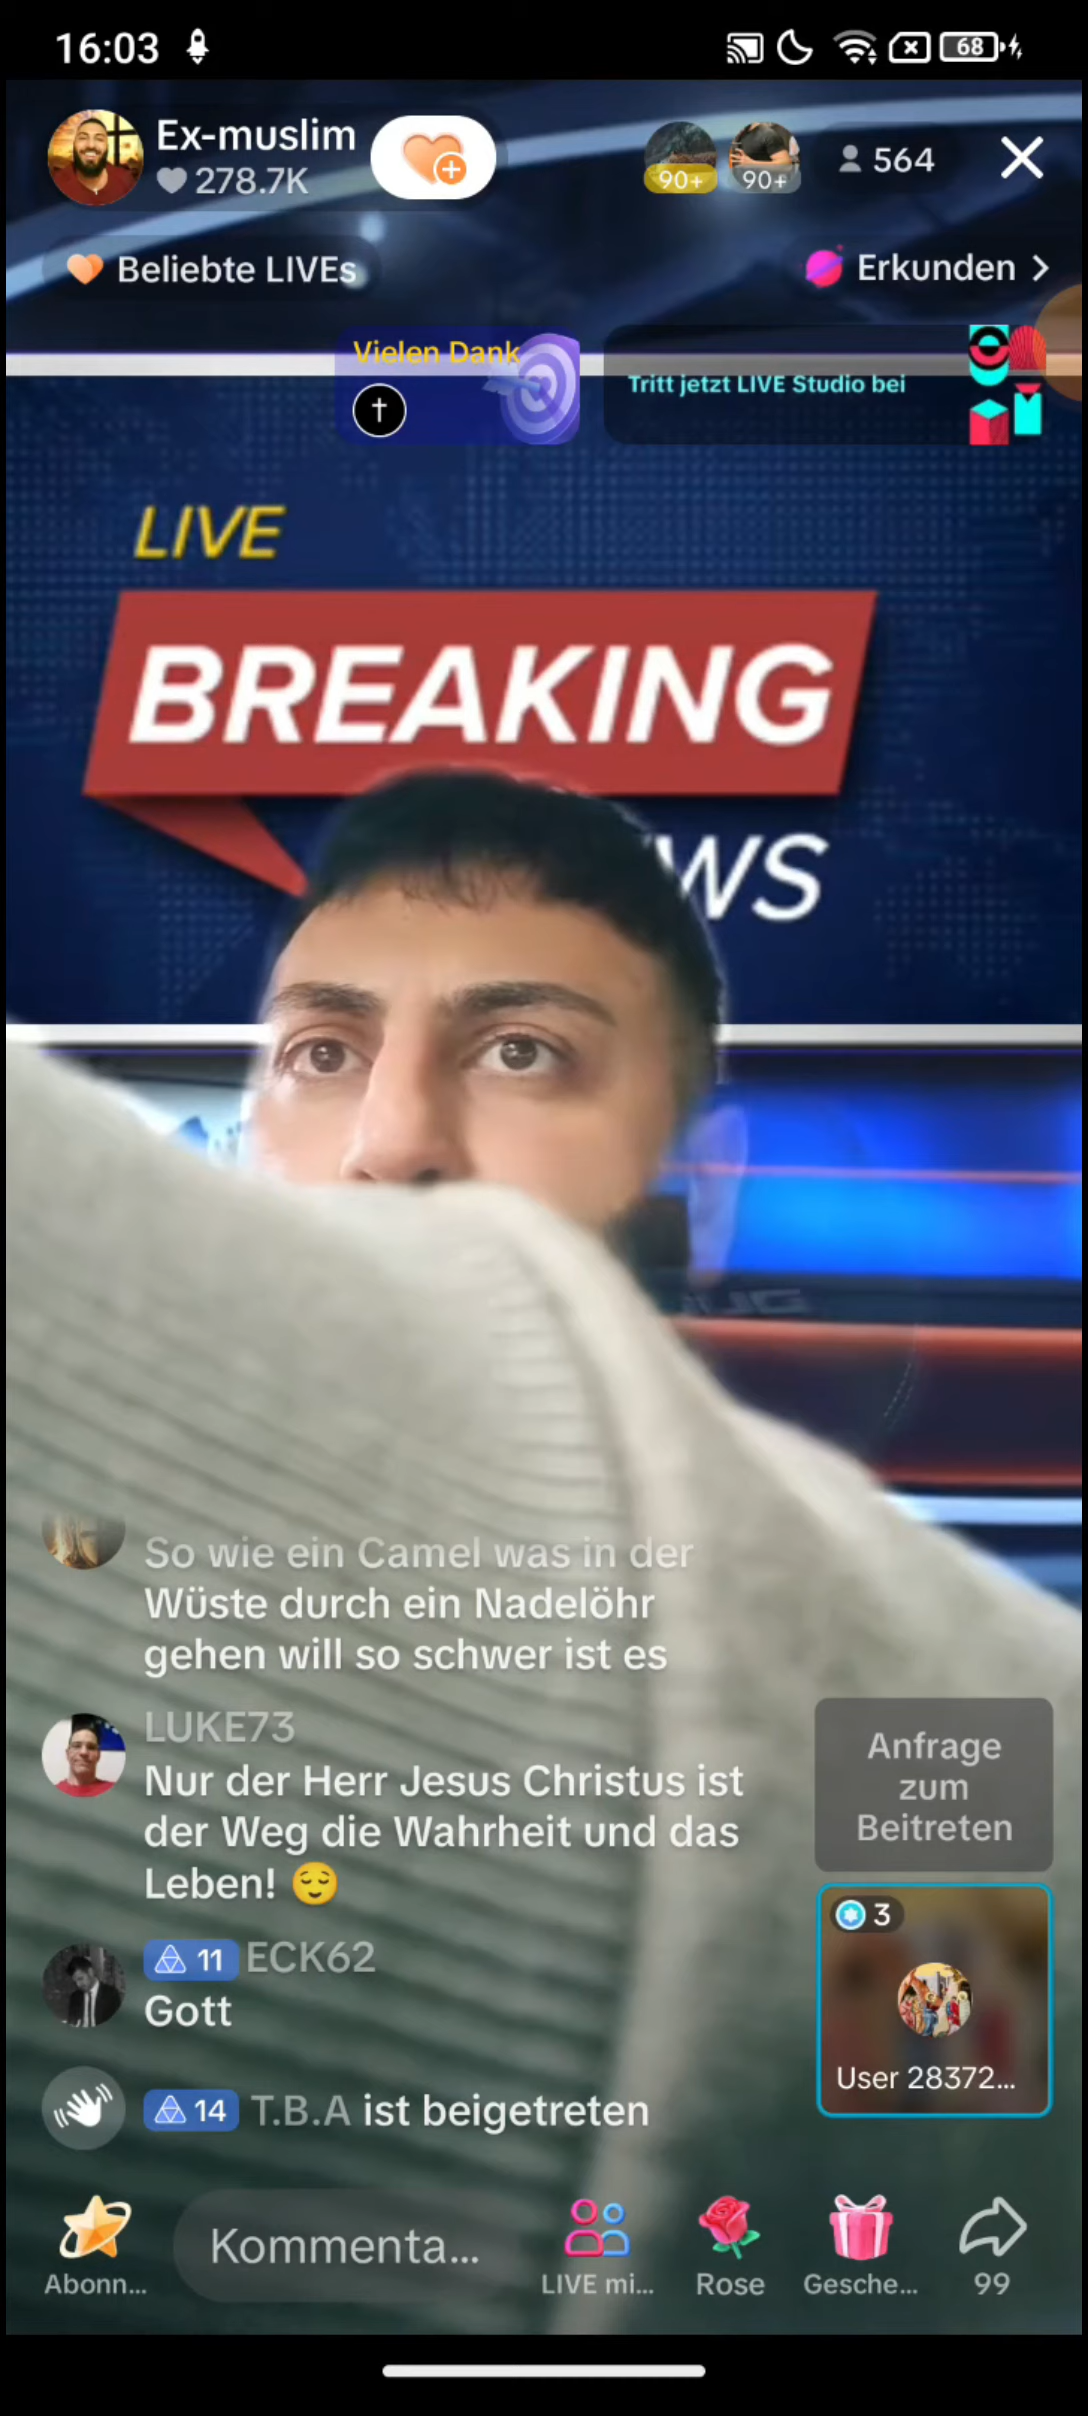 16:03
68
Ex-muslim
278.7K
90+
90+
564
Beliebte LIVEs
Erkunden >
Vielen Dank
Tritt jetzt LIVE Studio bei
LIVE
BREAKING
WS
So wie ein Camel was in der
Wüste durch ein Nadelöhr
gehen will so schwer ist es
LUKE73
Nur der Herr Jesus Christus ist
der Weg die Wahrheit und das
Leben! 😌
11 ECK62
Gott
14 T.B.A ist beigetreten
Anfrage
zum
Beitreten
3
User 28372...
Kommenta...
Abonn...
LIVE mi...
Rose
Gesche...
99